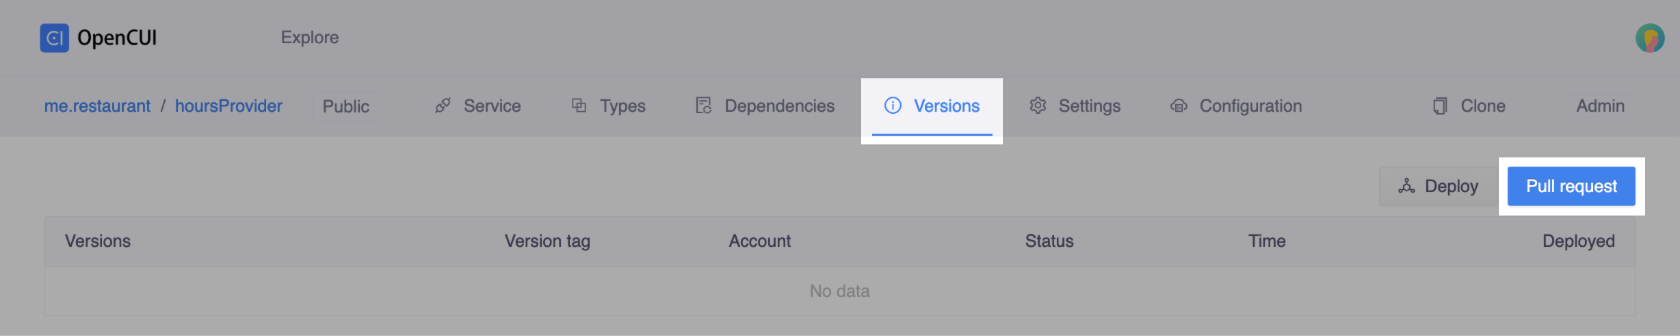 CI OpenCUI Explore
me.restaurant / hoursProvider Public Service Types Dependencies Versions Settings Configuration Clone Admin
Deploy Pull request
Versions Version tag Account Status Time Deployed
No data